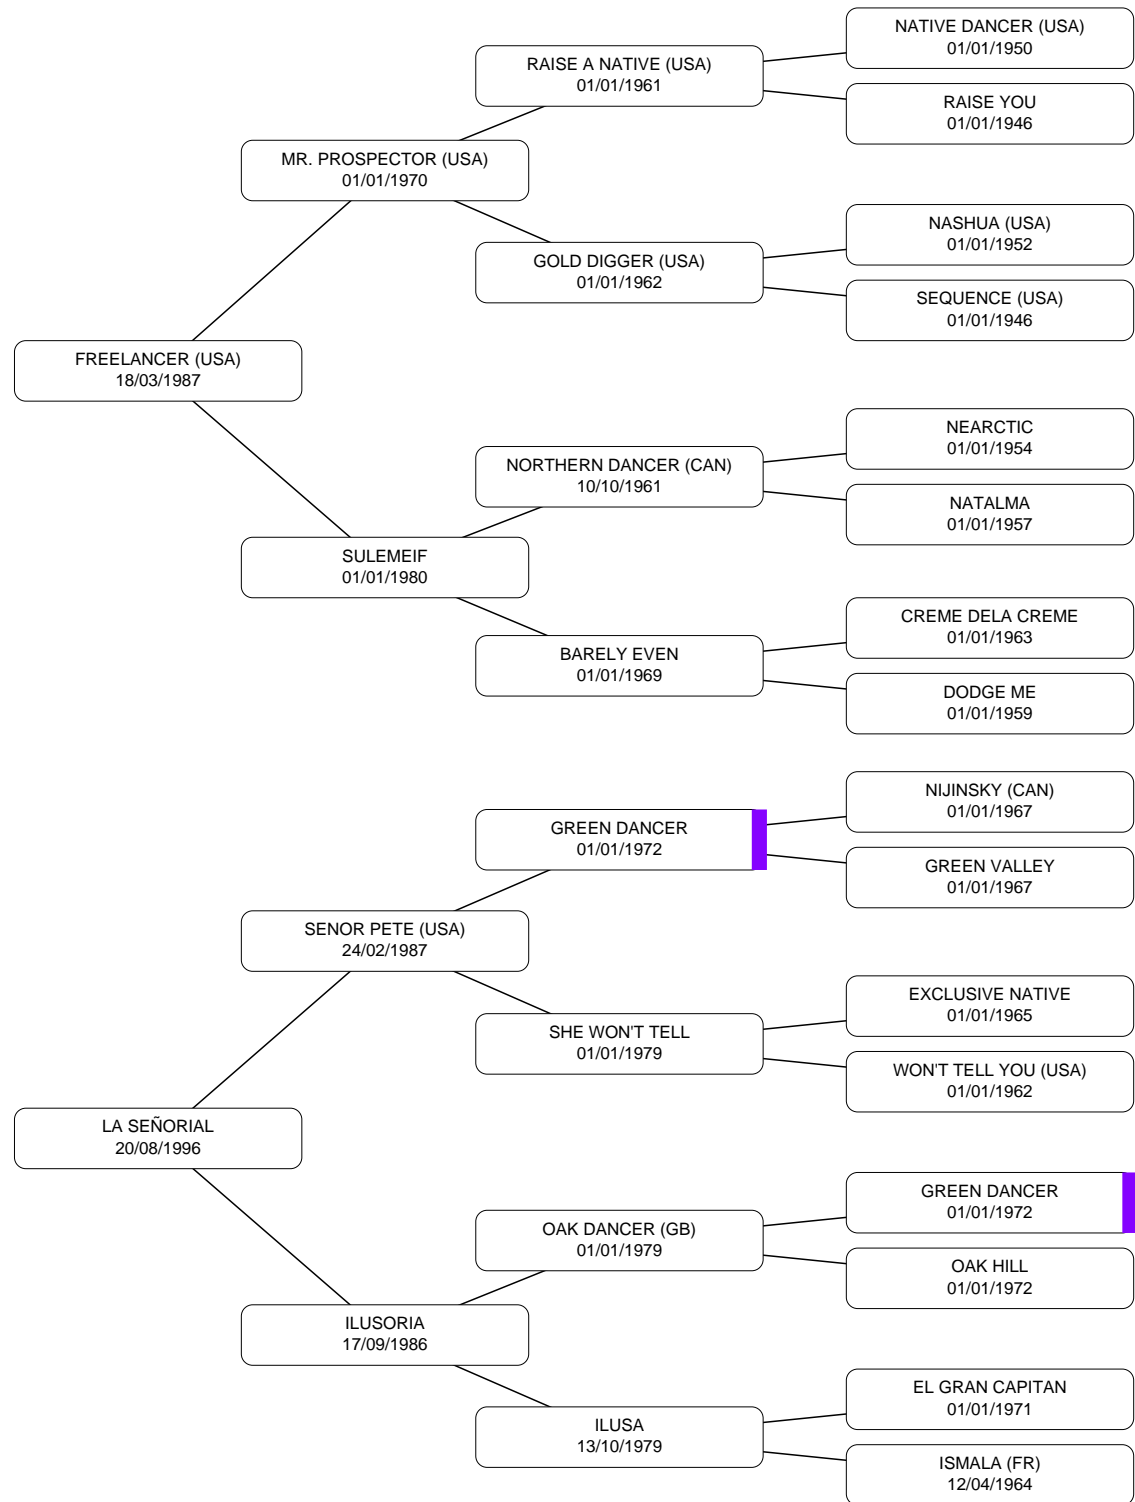 NATIVE DANCER (USA)
01/01/1950
RAISE A NATIVE (USA)
01/01/1961
RAISE YOU
01/01/1946
MR. PROSPECTOR (USA)
01/01/1970
NASHUA (USA)
01/01/1952
GOLD DIGGER (USA)
01/01/1962
SEQUENCE (USA)
01/01/1946
FREELANCER (USA)
18/03/1987
NEARCTIC
01/01/1954
NORTHERN DANCER (CAN)
10/10/1961
NATALMA
01/01/1957
SULEMEIF
01/01/1980
CREME DELA CREME
01/01/1963
BARELY EVEN
01/01/1969
DODGE ME
01/01/1959
NIJINSKY (CAN)
01/01/1967
GREEN DANCER
01/01/1972
GREEN VALLEY
01/01/1967
SENOR PETE (USA)
24/02/1987
EXCLUSIVE NATIVE
01/01/1965
SHE WON'T TELL
01/01/1979
WON'T TELL YOU (USA)
01/01/1962
LA SEÑORIAL
20/08/1996
GREEN DANCER
01/01/1972
OAK DANCER (GB)
01/01/1979
OAK HILL
01/01/1972
ILUSORIA
17/09/1986
EL GRAN CAPITAN
01/01/1971
ILUSA
13/10/1979
ISMALA (FR)
12/04/1964